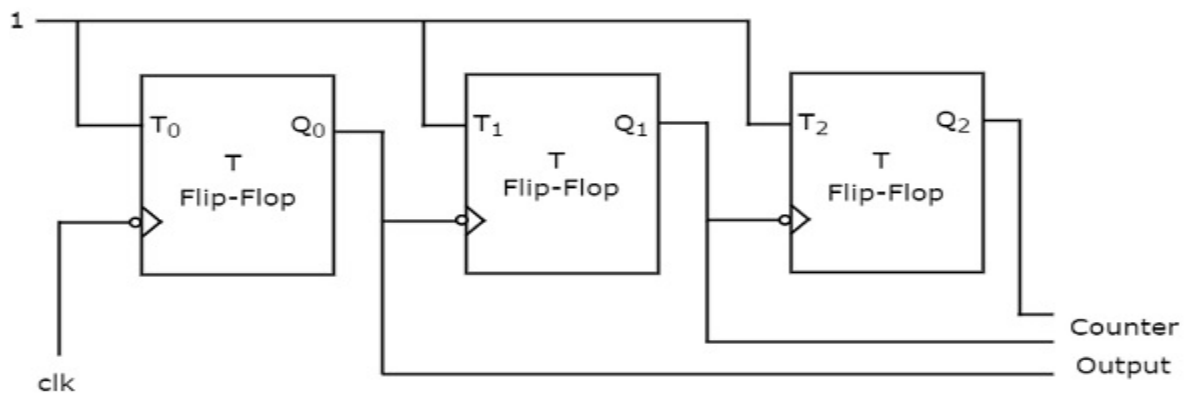 1
T₀ Q₀
T
Flip-Flop
T₁ Q₁
T
Flip-Flop
T₂ Q₂
T
Flip-Flop
clk
Counter
Output